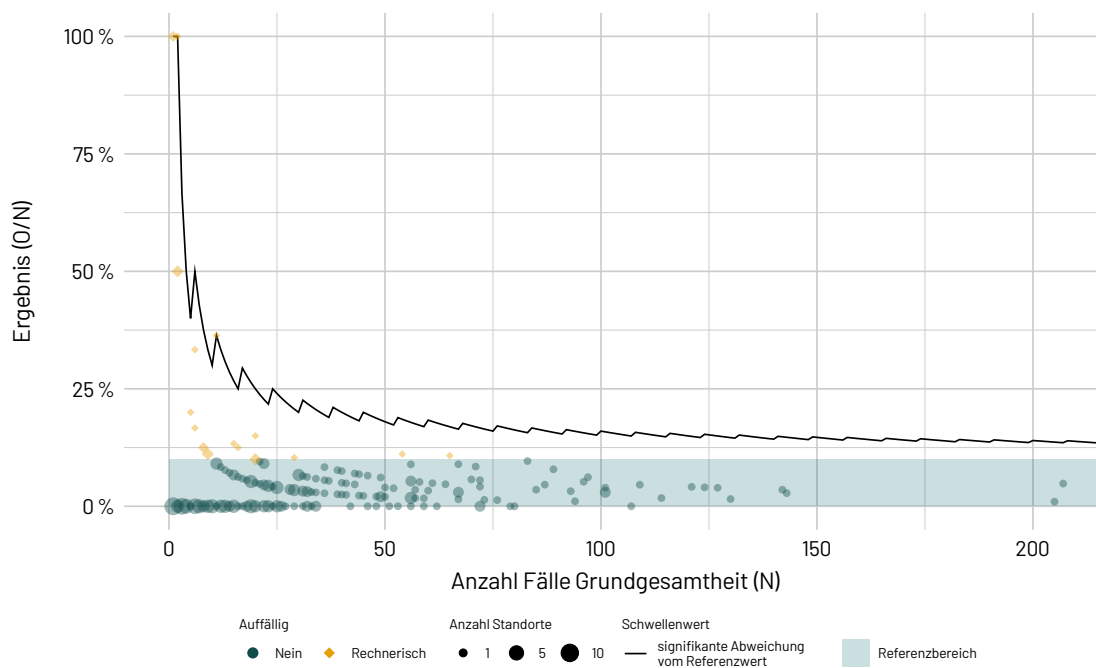 Ergebnis (O/N)
100 %
75 %
50 %
25 %
0 %
0
50
100
150
200
Anzahl Fälle Grundgesamtheit (N)
Auffällig
Nein
Rechnerisch
Anzahl Standorte
1
5
10
Schwellenwert
signifikante Abweichung
vom Referenzwert
Referenzbereich